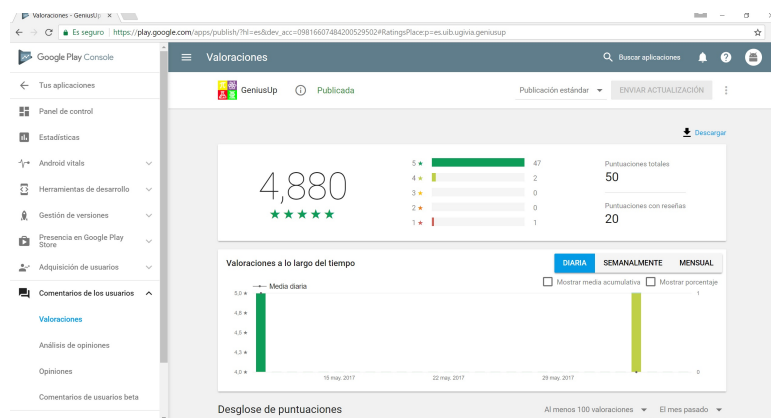 Valoraciones - GeniusUp
Es seguro
https://play.google.com/apps/publish/?hl=es&dev_acc=09816607484200529502#RatingsPlace:p=es.uib.ugivia.geniusup
Google Play Console
Valoraciones
Buscar aplicaciones
Tus aplicaciones
GeniusUp
Publicada
Publicación estándar
ENVIAR ACTUALIZACIÓN
Panel de control
Estadísticas
Android vitals
Herramientas de desarrollo
Gestión de versiones
Presencia en Google Play
Store
Adquisición de usuarios
Comentarios de los usuarios
Valoraciones
Análisis de opiniones
Opiniones
Comentarios de usuarios beta
Descargar
4,880
★★★★★
5 ★ 47
4 ★ 2
3 ★ 0
2 ★ 0
1 ★ 1
Puntuaciones totales
50
Puntuaciones con reseñas
20
Valoraciones a lo largo del tiempo
DIARIA SEMANALMENTE MENSUAL
Mostrar media acumulativa Mostrar porcentaje
Media diaria
5,0 ★ 1
4,8 ★
4,5 ★
4,3 ★
4,0 ★ 0
15 may. 2017 22 may. 2017 29 may. 2017
Desglose de puntuaciones
Al menos 100 valoraciones
El mes pasado